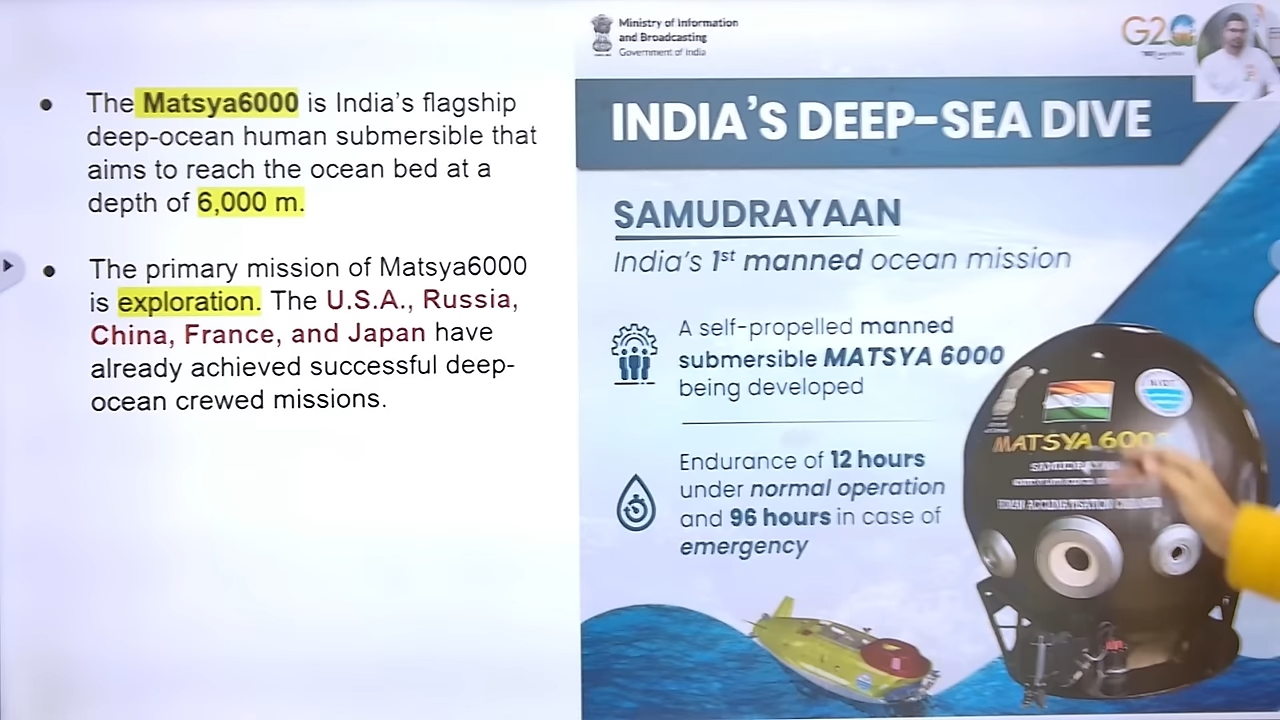 The Matsya6000 is India's flagship
deep-ocean human submersible that
aims to reach the ocean bed at a
depth of 6,000 m.
The primary mission of Matsya6000
is exploration. The U.S.A., Russia,
China, France, and Japan have
already achieved successful deep-
ocean crewed missions.
Ministry of Information
and Broadcasting
Government of India
G20
INDIA'S DEEP-SEA DIVE
SAMUDRAYAAN
India's 1st manned ocean mission
A self-propelled manned
submersible MATSYA 6000
being developed
Endurance of 12 hours
under normal operation
and 96 hours in case of
emergency
NIOT
MATSYA 600